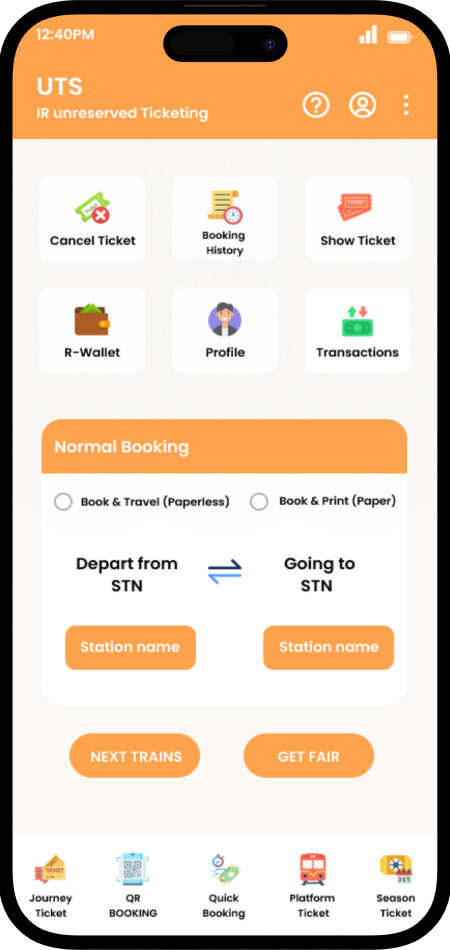 12:40PM
UTS
IR unreserved Ticketing
Cancel Ticket
Booking
History
TICKET
Show Ticket
R-Wallet
Profile
Transactions
Normal Booking
Book & Travel (Paperless)
Book & Print (Paper)
Depart from
STN
Going to
STN
Station name
Station name
NEXT TRAINS
GET FAIR
TICKET
365
Journey
Ticket
QR
BOOKING
Quick
Booking
Platform
Ticket
Season
Ticket